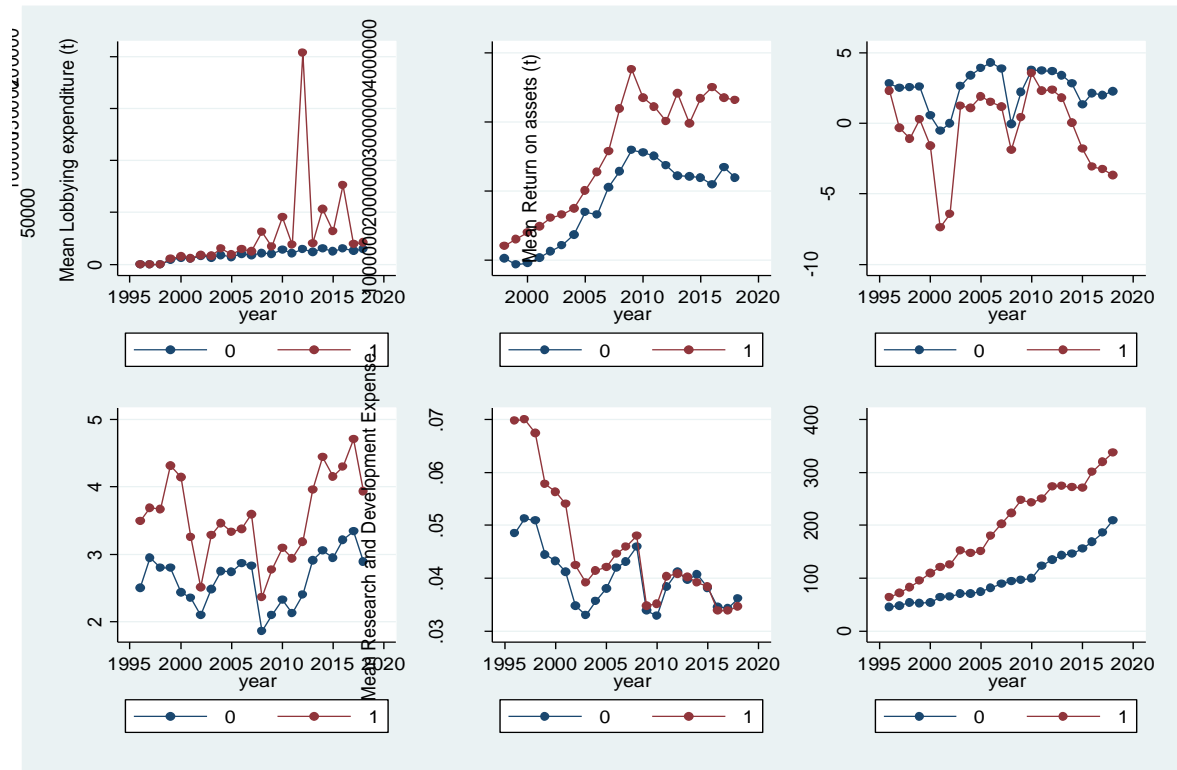 Mean Lobbying expenditure (t)
50000
0
1995 2000 2005 2010 2015 2020
year
0 1
Mean Return on assets (t)
2000 2005 2010 2015 2020
year
0 1
5
0
-5
-10
1995 2000 2005 2010 2015 2020
year
0 1
5
4
3
2
1995 2000 2005 2010 2015 2020
year
0 1
Mean Research and Development Expense
.07
.06
.05
.04
.03
1995 2000 2005 2010 2015 2020
year
0 1
400
300
200
100
0
1995 2000 2005 2010 2015 2020
year
0 1